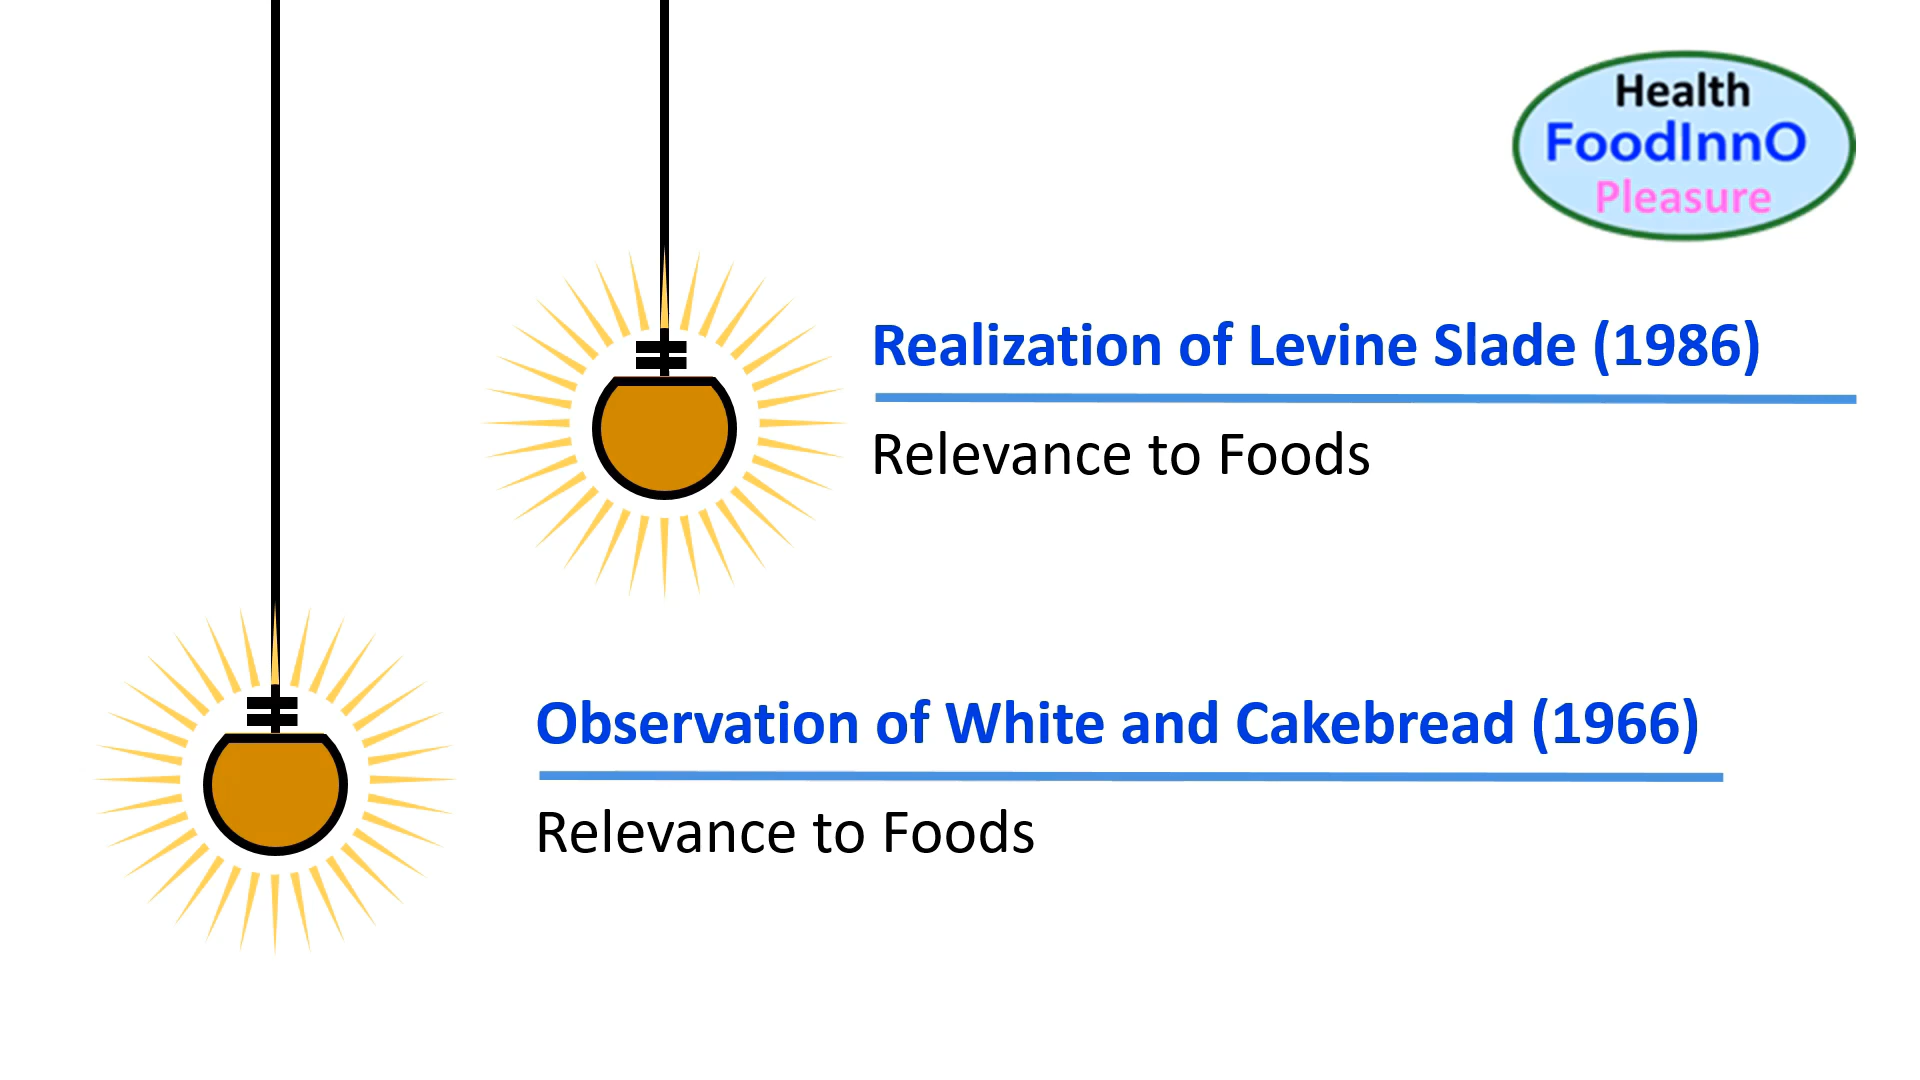 Health
FoodInnO
Pleasure
Realization of Levine Slade (1986)
Relevance to Foods
Observation of White and Cakebread (1966)
Relevance to Foods